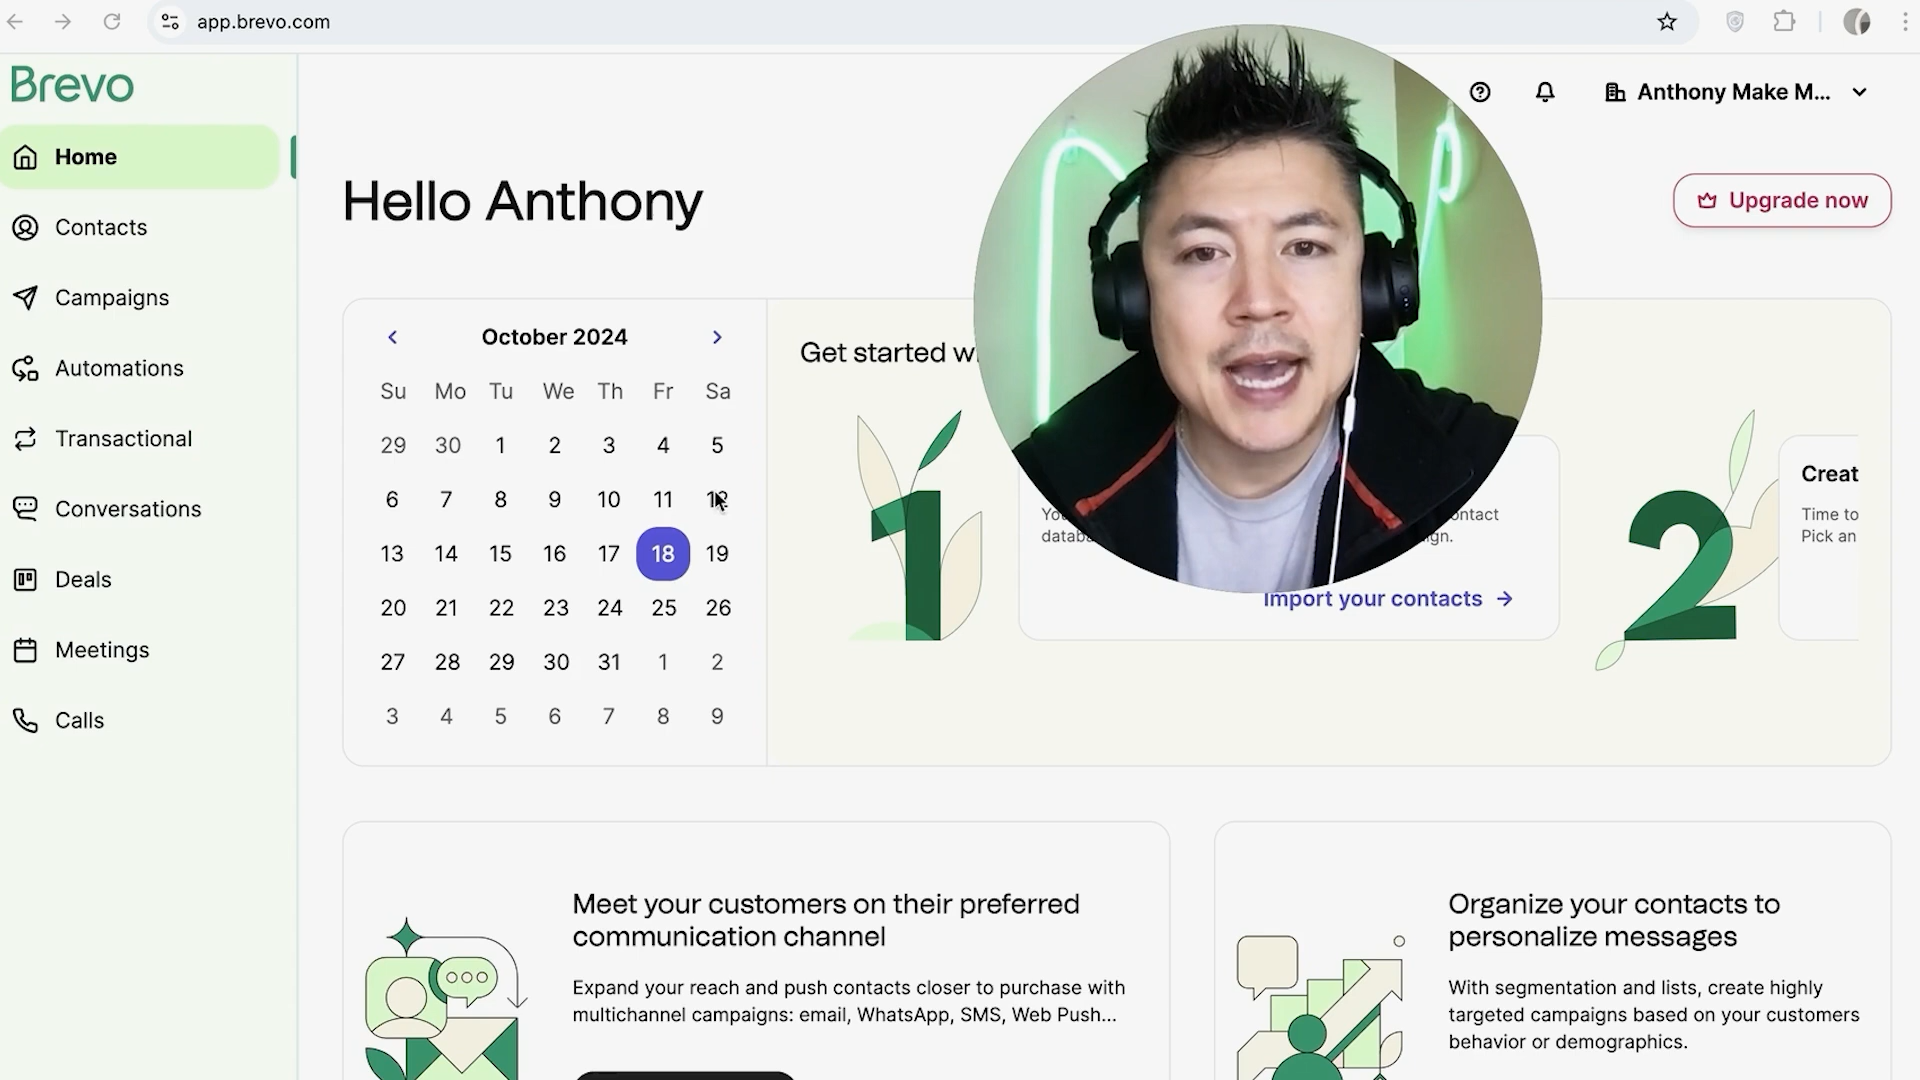 app.brevo.com
Brevo
Anthony Make M...
Home
Contacts
Campaigns
Automations
Transactional
Conversations
Deals
Meetings
Calls
Hello Anthony
Upgrade now
October 2024
Su Mo Tu We Th Fr Sa
29 30 1 2 3 4 5
6 7 8 9 10 11 12
13 14 15 16 17 18 19
20 21 22 23 24 25 26
27 28 29 30 31 1 2
3 4 5 6 7 8 9
Get started
1
Import your contacts
2
Creat
Time to
Pick an
Meet your customers on their preferred
communication channel
Expand your reach and push contacts closer to purchase with
multichannel campaigns: email, WhatsApp, SMS, Web Push...
Organize your contacts to
personalize messages
With segmentation and lists, create highly
targeted campaigns based on your customers
behavior or demographics.